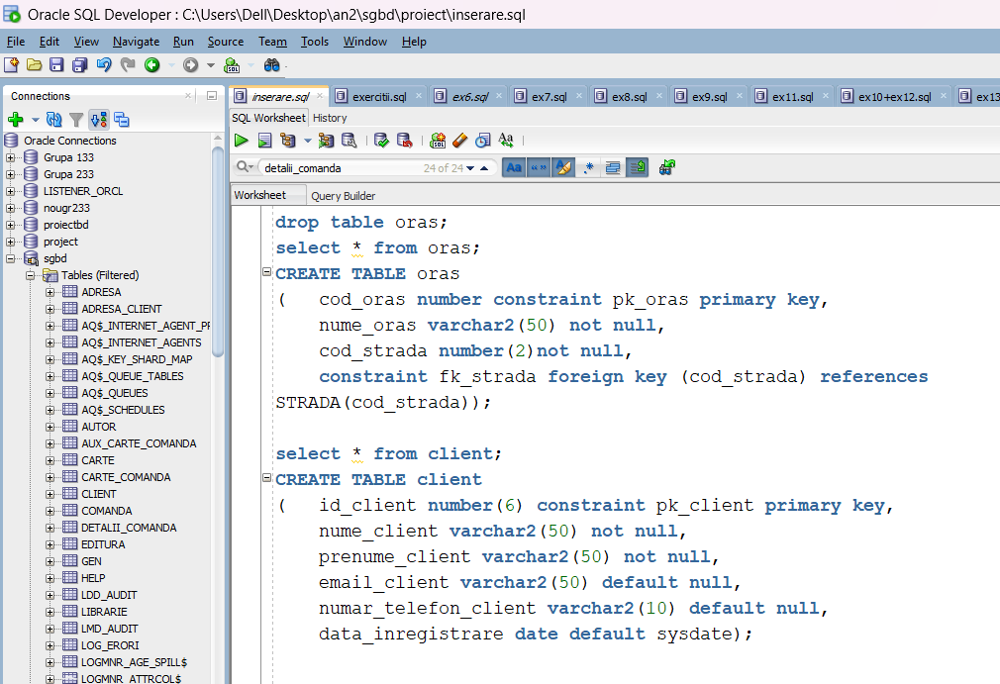 Oracle SQL Developer : C:\Users\Dell\Desktop\an2\sgbd\proiect\inserare.sql
File Edit View Navigate Run Source Team Tools Window Help
Connections
Oracle Connections
Grupa 133
Grupa 233
LISTENER_ORCL
nougr233
proiectbd
project
sgbd
Tables (Filtered)
ADRESA
ADRESA_CLIENT
AQ$_INTERNET_AGENT_PR
AQ$_INTERNET_AGENTS
AQ$_KEY_SHARD_MAP
AQ$_QUEUE_TABLES
AQ$_QUEUES
AQ$_SCHEDULES
AUTOR
AUX_CARTE_COMANDA
CARTE
CARTE_COMANDA
CLIENT
COMANDA
DETALII_COMANDA
EDITURA
GEN
HELP
LDD_AUDIT
LIBRARIE
LMD_AUDIT
LOG_ERORI
LOGMNR_AGE_SPILL$
LOGMNR_ATTRCOL$
inserare.sql exercitii.sql ex6.sql ex7.sql ex8.sql ex9.sql ex11.sql ex10+ex12.sql ex13
SQL Worksheet History
detalii_comanda 24 of 24 Aa “” .*
Worksheet Query Builder
drop table oras;
select * from oras;
CREATE TABLE oras
( cod_oras number constraint pk_oras primary key,
nume_oras varchar2(50) not null,
cod_strada number(2)not null,
constraint fk_strada foreign key (cod_strada) references
STRADA(cod_strada));
select * from client;
CREATE TABLE client
( id_client number(6) constraint pk_client primary key,
nume_client varchar2(50) not null,
prenume_client varchar2(50) not null,
email_client varchar2(50) default null,
numar_telefon_client varchar2(10) default null,
data_inregistrare date default sysdate);